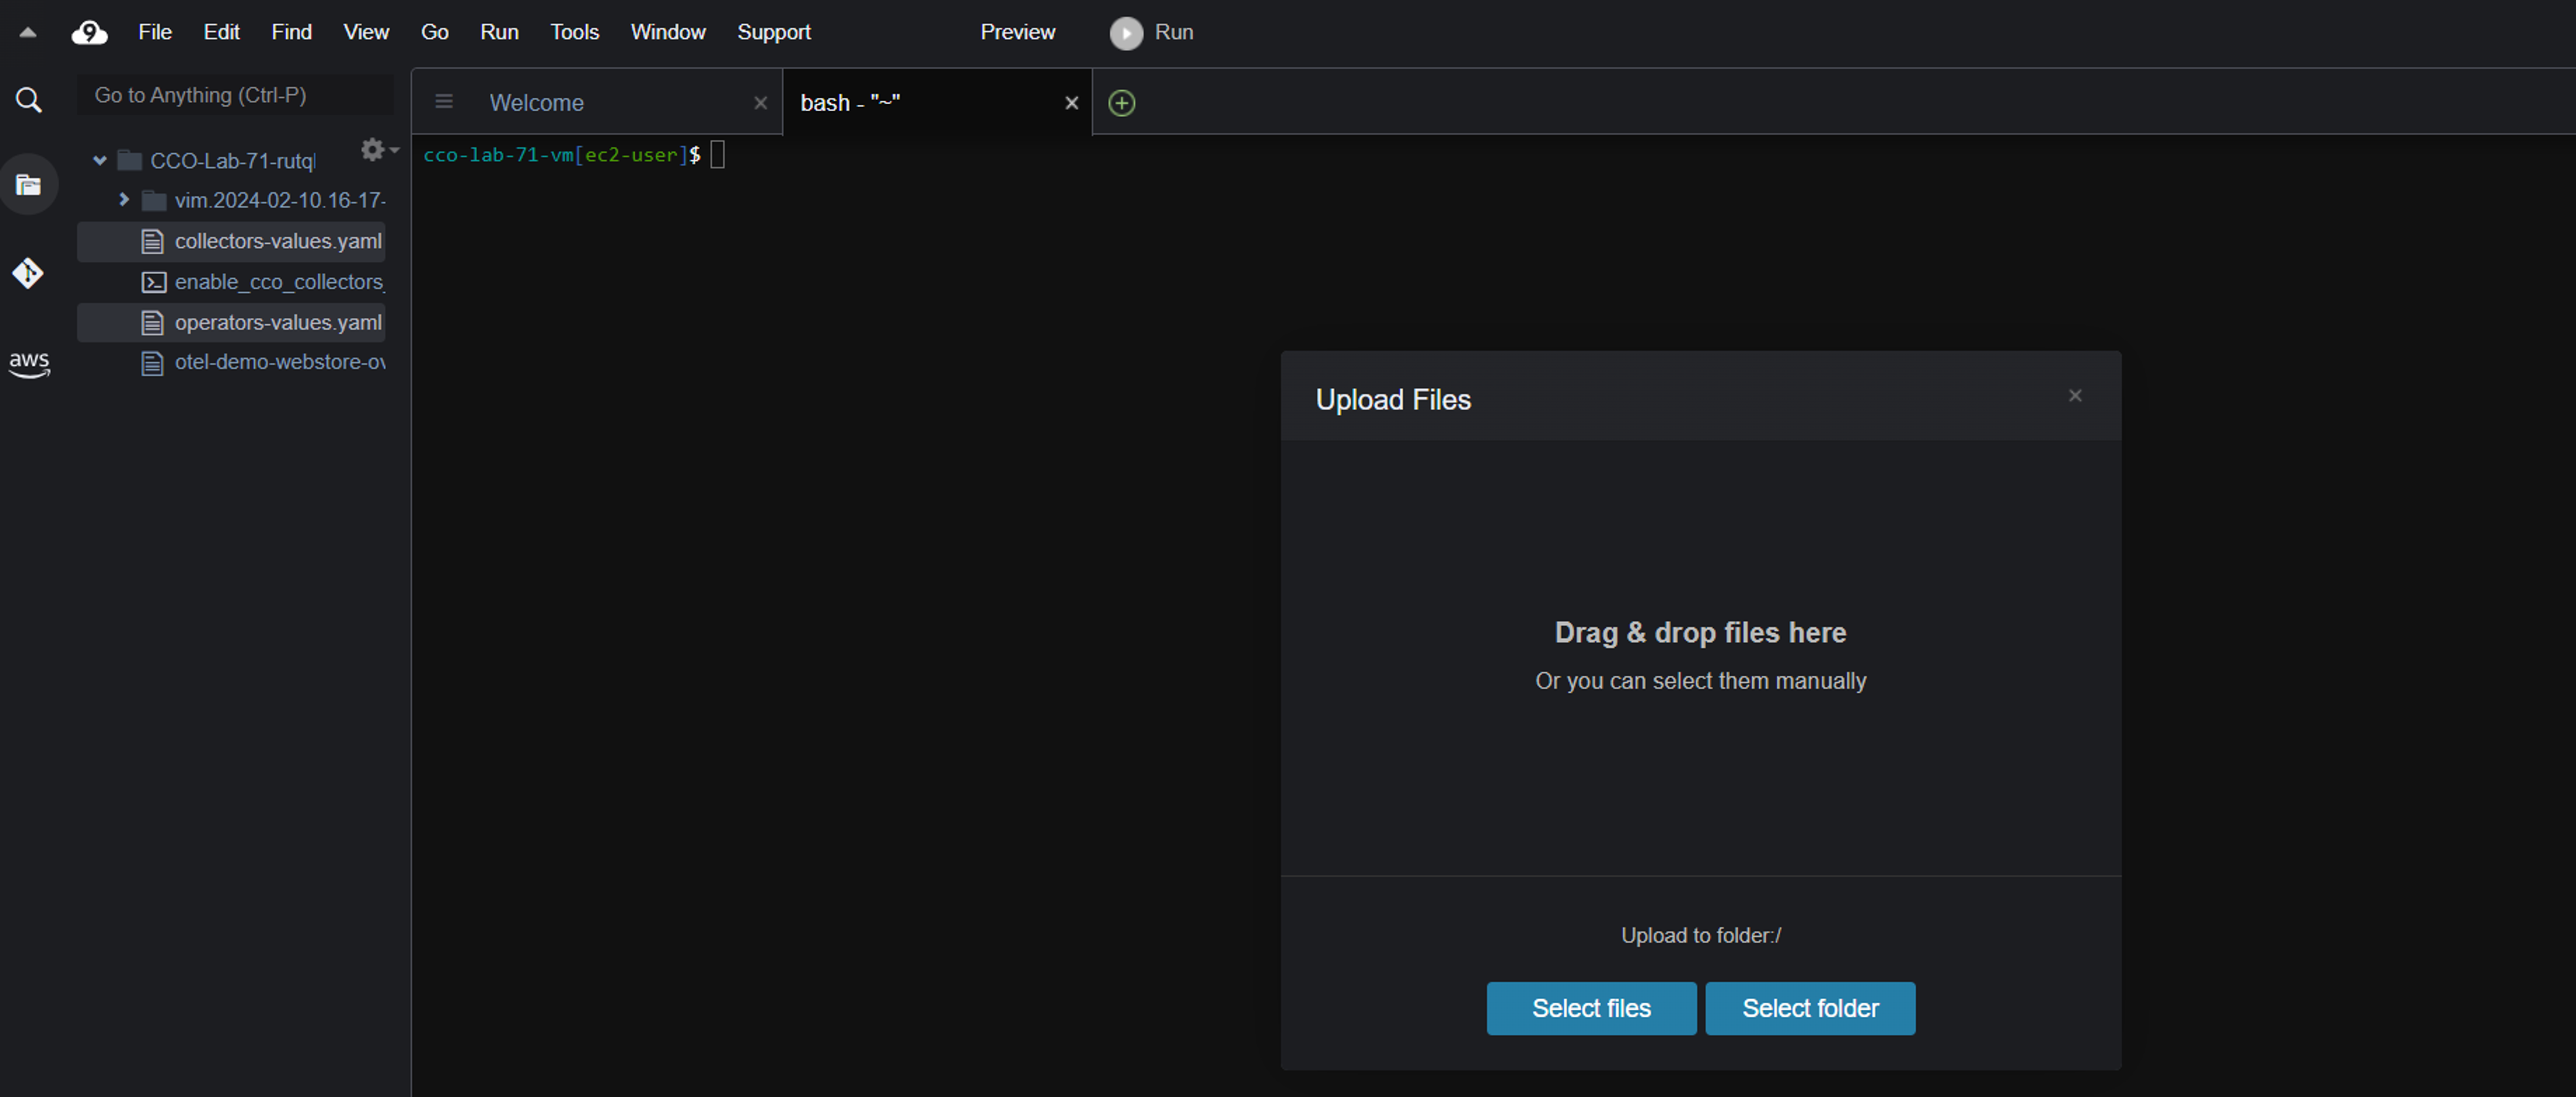 9 File Edit Find View Go Run Tools Window Support Preview Run
Go to Anything (Ctrl-P)
Welcome
bash - "~"
CCO-Lab-71-rutq
vim.2024-02-10.16-17-
collectors-values.yaml
enable_cco_collectors_
operators-values.yaml
otel-demo-webstore-ov
aws
cco-lab-71-vm[ec2-user]$
Upload Files
Drag & drop files here
Or you can select them manually
Upload to folder:/
Select files Select folder